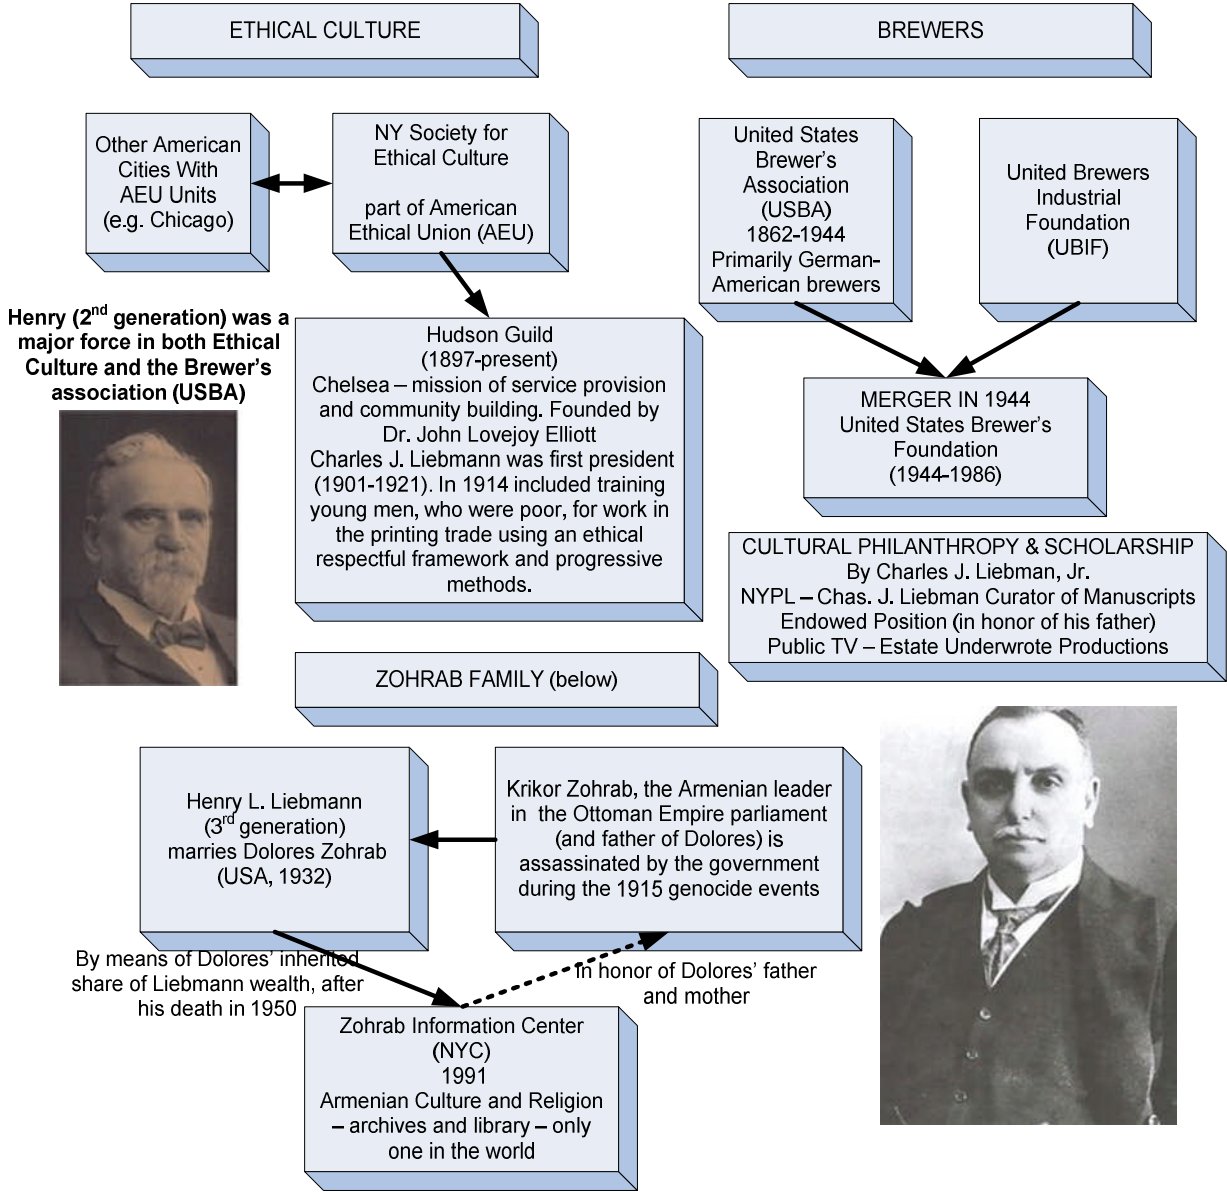 ETHICAL CULTURE
BREWERS
Other American
Cities With
AEU Units
(e.g. Chicago)
NY Society for
Ethical Culture
part of American
Ethical Union (AEU)
United States
Brewer's
Association
(USBA)
1862-1944
Primarily German-
American brewers
United Brewers
Industrial
Foundation
(UBIF)
Henry (2nd generation) was a
major force in both Ethical
Culture and the Brewer's
association (USBA)
Hudson Guild
(1897-present)
Chelsea – mission of service provision
and community building. Founded by
Dr. John Lovejoy Elliott
Charles J. Liebmann was first president
(1901-1921). In 1914 included training
young men, who were poor, for work in
the printing trade using an ethical
respectful framework and progressive
methods.
MERGER IN 1944
United States Brewer's
Foundation
(1944-1986)
CULTURAL PHILANTHROPY & SCHOLARSHIP
By Charles J. Liebman, Jr.
NYPL – Chas. J. Liebman Curator of Manuscripts
Endowed Position (in honor of his father)
Public TV – Estate Underwrote Productions
ZOHRAB FAMILY (below)
Henry L. Liebmann
(3rd generation)
marries Dolores Zohrab
(USA, 1932)
Krikor Zohrab, the Armenian leader
in the Ottoman Empire parliament
(and father of Dolores) is
assassinated by the government
during the 1915 genocide events
By means of Dolores' inherited
share of Liebmann wealth, after
his death in 1950
in honor of Dolores' father
and mother
Zohrab Information Center
(NYC)
1991
Armenian Culture and Religion
– archives and library – only
one in the world